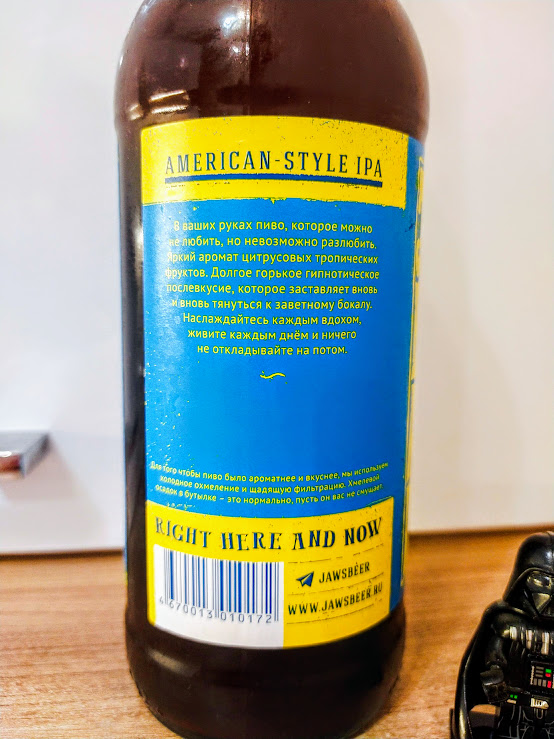 AMERICAN-STYLE IPA
В ваших руках пиво, которое можно
не любить, но невозможно разлюбить.
Яркий аромат цитрусовых тропических
фруктов. Долгое горькое гипнотическое
послевкусие, которое заставляет вновь
и вновь тянуться к заветному бокалу.
Наслаждайтесь каждым вдохом,
живите каждым днём и ничего
не откладывайте на потом.
Для того чтобы пиво было ароматнее и вкуснее, мы используем
холодное охмеление и щадящую фильтрацию. Хмелевой
осадок в бутылке – это нормально, пусть он вас не смущает.
RIGHT HERE AND NOW
JAWSBEER
WWW.JAWSBEER.RU
4 670013 010172